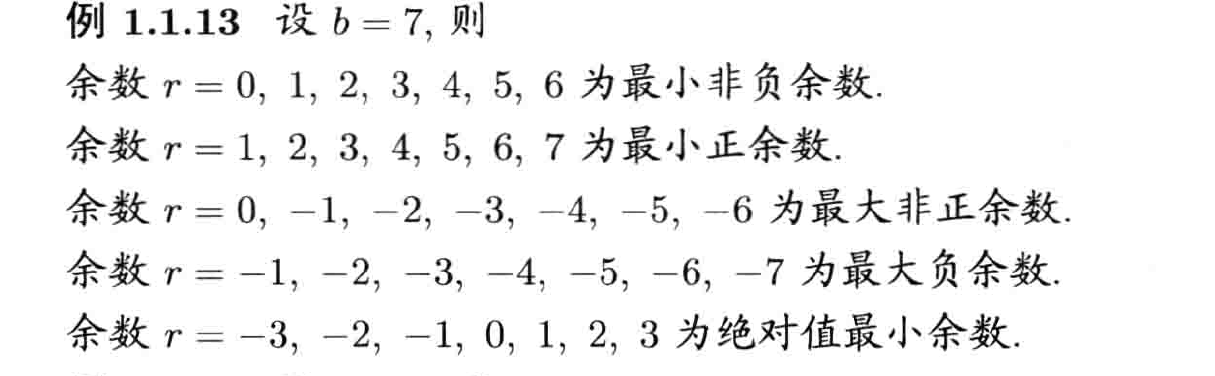 例 1.1.13 设 b = 7, 则
余数 r = 0, 1, 2, 3, 4, 5, 6 为最小非负余数.
余数 r = 1, 2, 3, 4, 5, 6, 7 为最小正余数.
余数 r = 0, −1, −2, −3, −4, −5, −6 为最大非正余数.
余数 r = −1, −2, −3, −4, −5, −6, −7 为最大负余数.
余数 r = −3, −2, −1, 0, 1, 2, 3 为绝对值最小余数.